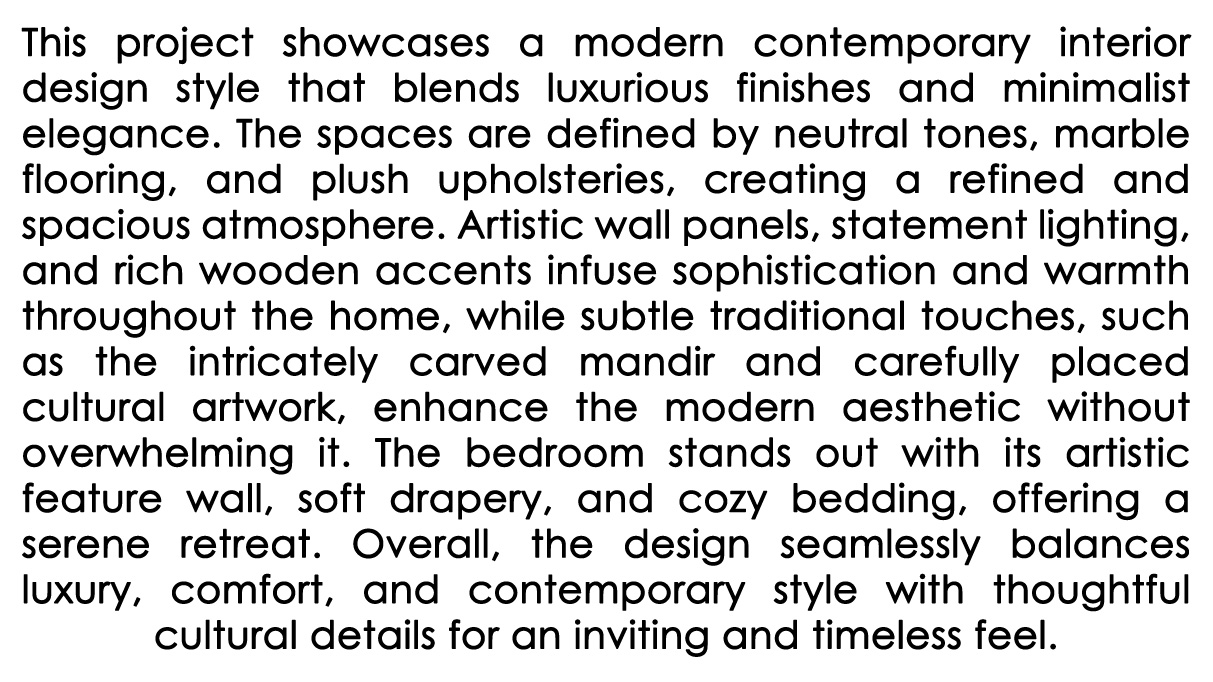 This project showcases a modern contemporary interior
design style that blends luxurious finishes and minimalist
elegance. The spaces are defined by neutral tones, marble
flooring, and plush upholsteries, creating a refined and
spacious atmosphere. Artistic wall panels, statement lighting,
and rich wooden accents infuse sophistication and warmth
throughout the home, while subtle traditional touches, such
as the intricately carved mandir and carefully placed
cultural artwork, enhance the modern aesthetic without
overwhelming it. The bedroom stands out with its artistic
feature wall, soft drapery, and cozy bedding, offering a
serene retreat. Overall, the design seamlessly balances
luxury, comfort, and contemporary style with thoughtful
cultural details for an inviting and timeless feel.